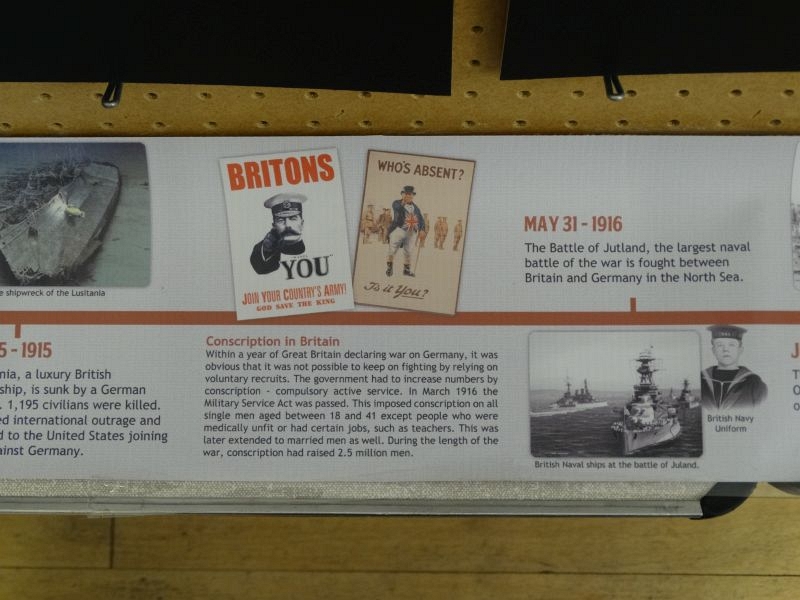 e shipwreck of the Lusitania
5 - 1915
nia, a luxury British
ship, is sunk by a German
. 1,195 civilians were killed.
ed international outrage and
d to the United States joining
ainst Germany.
BRITONS
YOU
JOIN YOUR COUNTRY'S ARMY!
GOD SAVE THE KING
WHO'S ABSENT?
Is it You?
Conscription in Britain
Within a year of Great Britain declaring war on Germany, it was
obvious that it was not possible to keep on fighting by relying on
voluntary recruits. The government had to increase numbers by
conscription - compulsory active service. In March 1916 the
Military Service Act was passed. This imposed conscription on all
single men aged between 18 and 41 except people who were
medically unfit or had certain jobs, such as teachers. This was
later extended to married men as well. During the length of the
war, conscription had raised 2.5 million men.
MAY 31 - 1916
The Battle of Jutland, the largest naval
battle of the war is fought between
Britain and Germany in the North Sea.
British Naval ships at the battle of Juland.
British Navy
Uniform
J
T
O
o